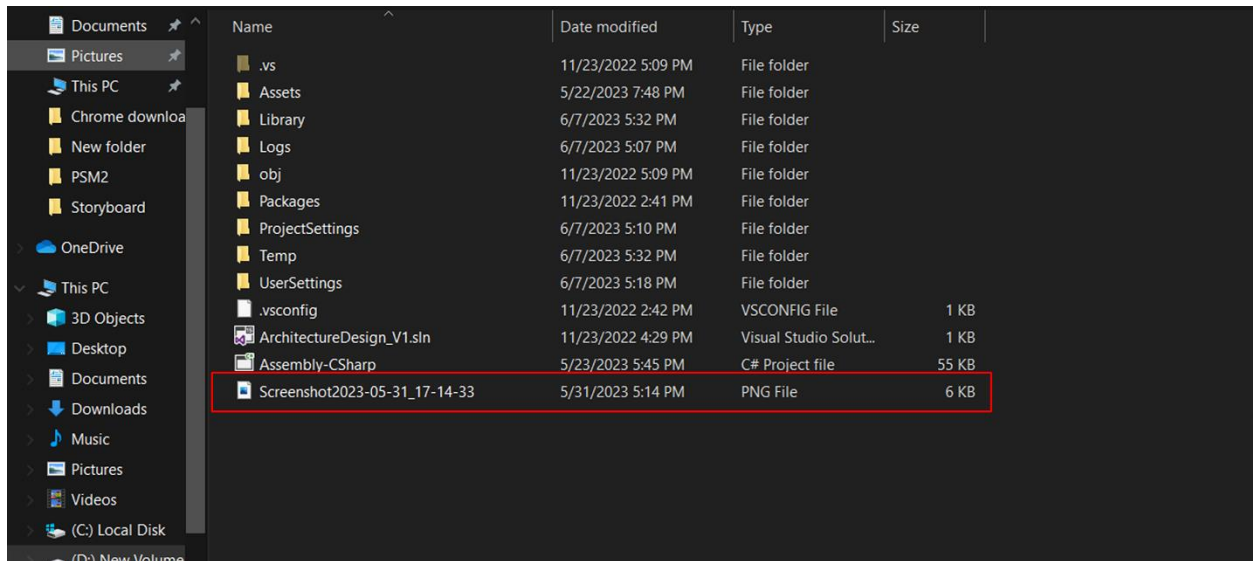 Documents
Pictures
This PC
Chrome downloa
New folder
PSM2
Storyboard
OneDrive
This PC
3D Objects
Desktop
Documents
Downloads
Music
Pictures
Videos
(C:) Local Disk
(D:) New Volume
Name Date modified Type Size
.vs 11/23/2022 5:09 PM File folder
Assets 5/22/2023 7:48 PM File folder
Library 6/7/2023 5:32 PM File folder
Logs 6/7/2023 5:07 PM File folder
obj 11/23/2022 5:09 PM File folder
Packages 11/23/2022 2:41 PM File folder
ProjectSettings 6/7/2023 5:10 PM File folder
Temp 6/7/2023 5:32 PM File folder
UserSettings 6/7/2023 5:18 PM File folder
.vsconfig 11/23/2022 2:42 PM VSCONFIG File 1 KB
ArchitectureDesign_V1.sln 11/23/2022 4:29 PM Visual Studio Solut... 1 KB
Assembly-CSharp 5/23/2023 5:45 PM C# Project file 55 KB
Screenshot2023-05-31_17-14-33 5/31/2023 5:14 PM PNG File 6 KB